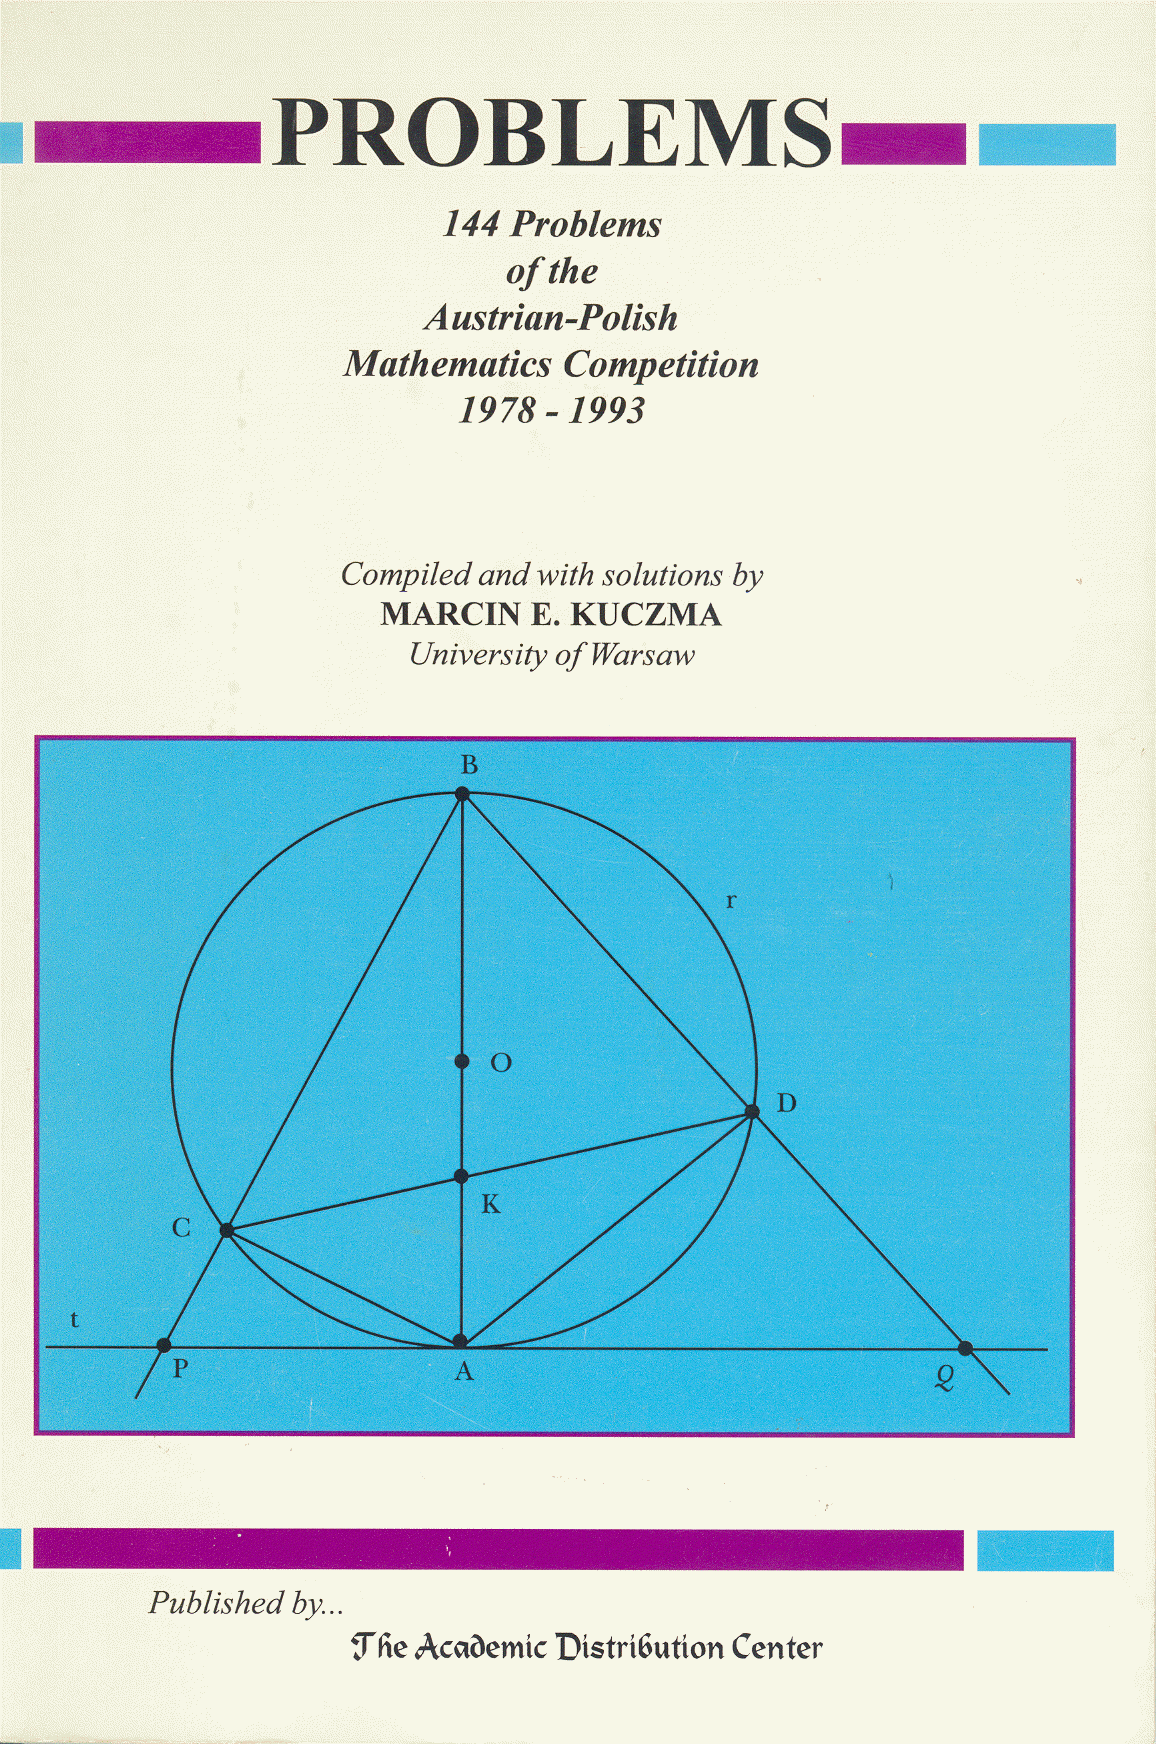 PROBLEMS
144 Problems
of the
Austrian-Polish
Mathematics Competition
1978 - 1993
Compiled and with solutions by
MARCIN E. KUCZMA
University of Warsaw
B
r
O
D
K
C
t
P
A
Q
Published by...
The Academic Distribution Center